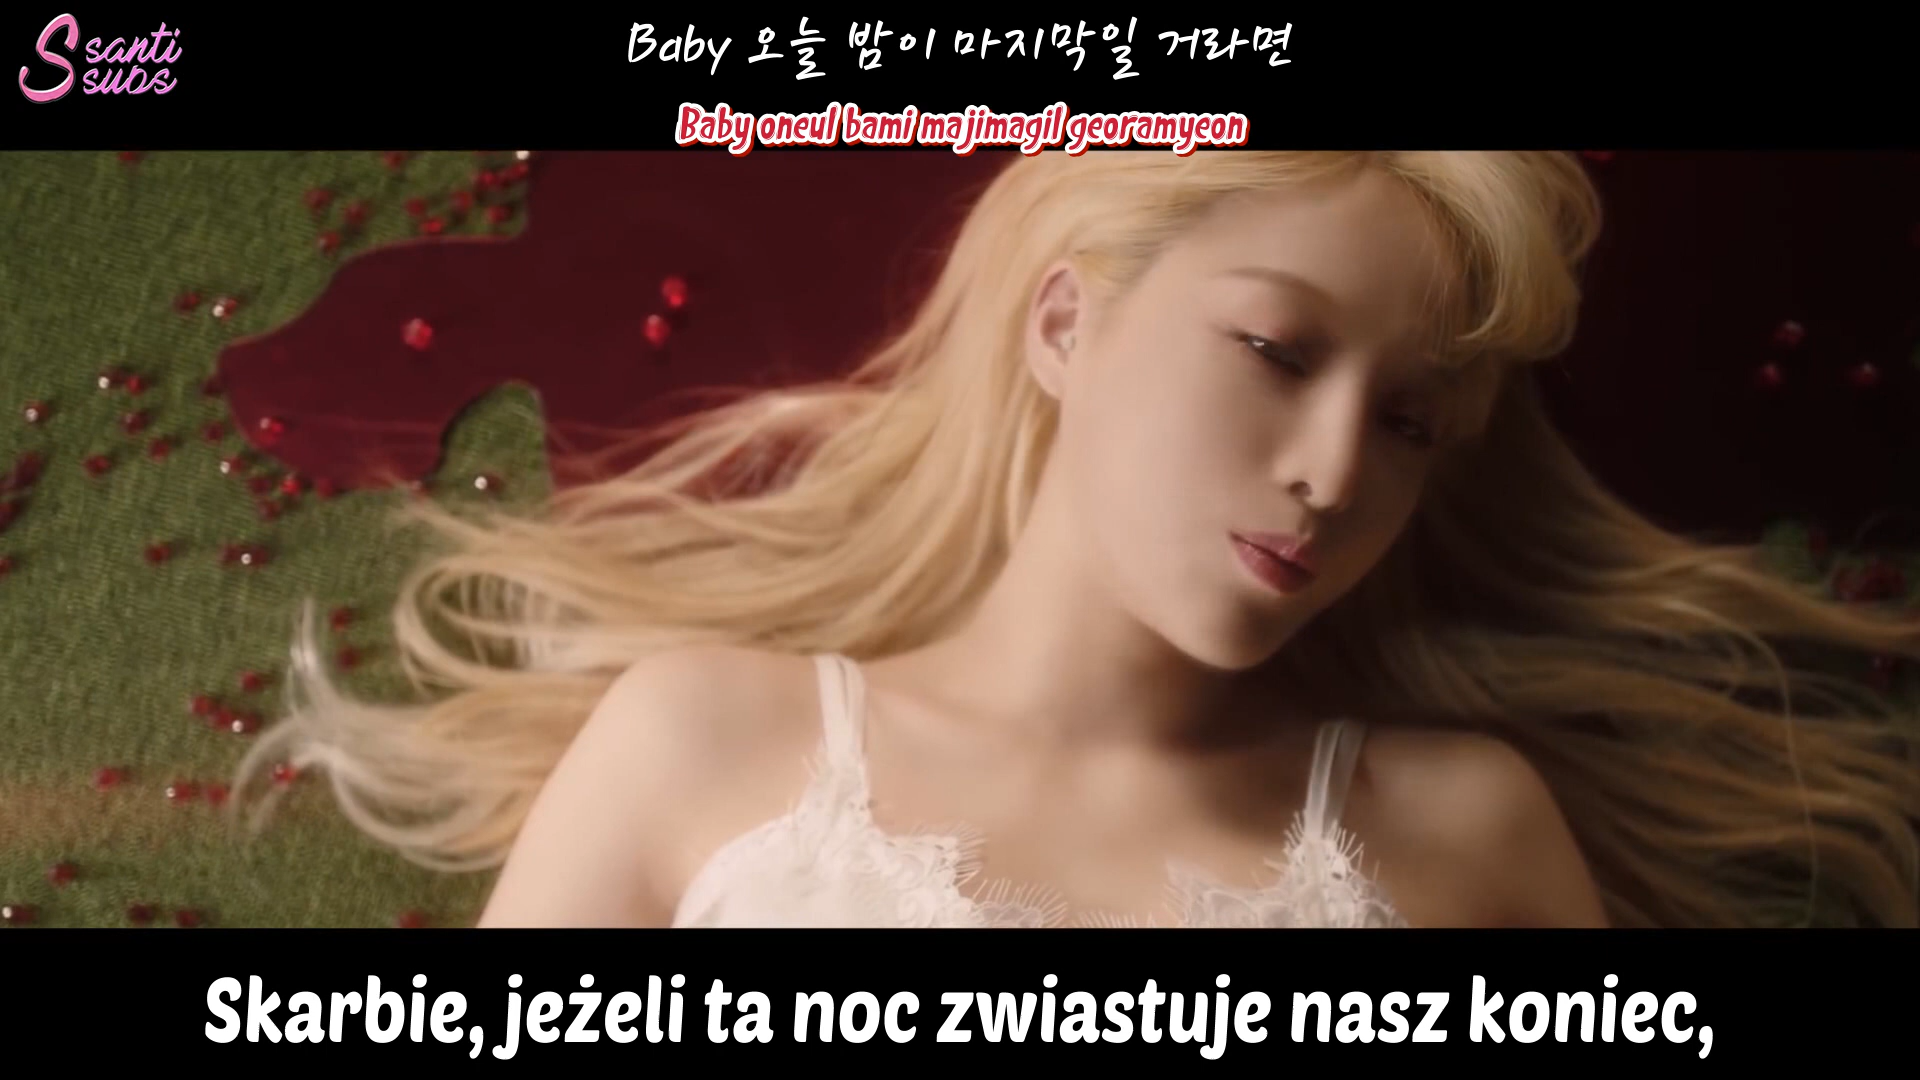 Ssanti
subs
Baby 오늘 밤이 마지막일 거라면
Baby oneul bami majimagil georamyeon
Skarbie, jeżeli ta noc zwiastuje nasz koniec,